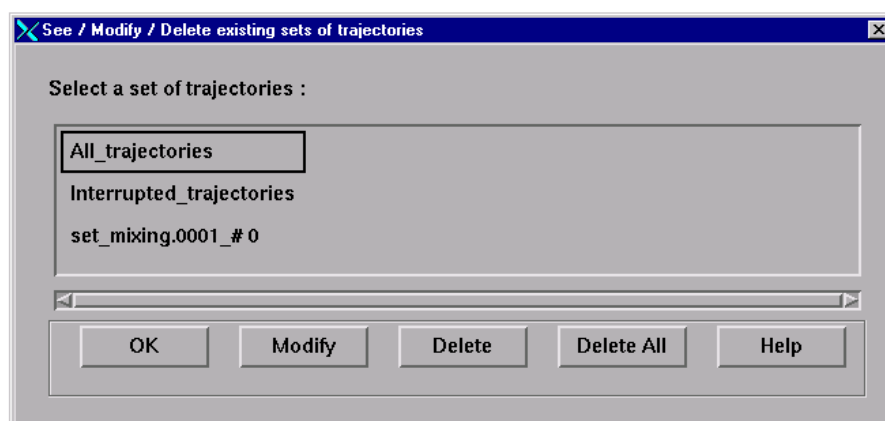 See / Modify / Delete existing sets of trajectories
Select a set of trajectories :
All_trajectories
Interrupted_trajectories
set_mixing.0001_# 0
OK Modify Delete Delete All Help